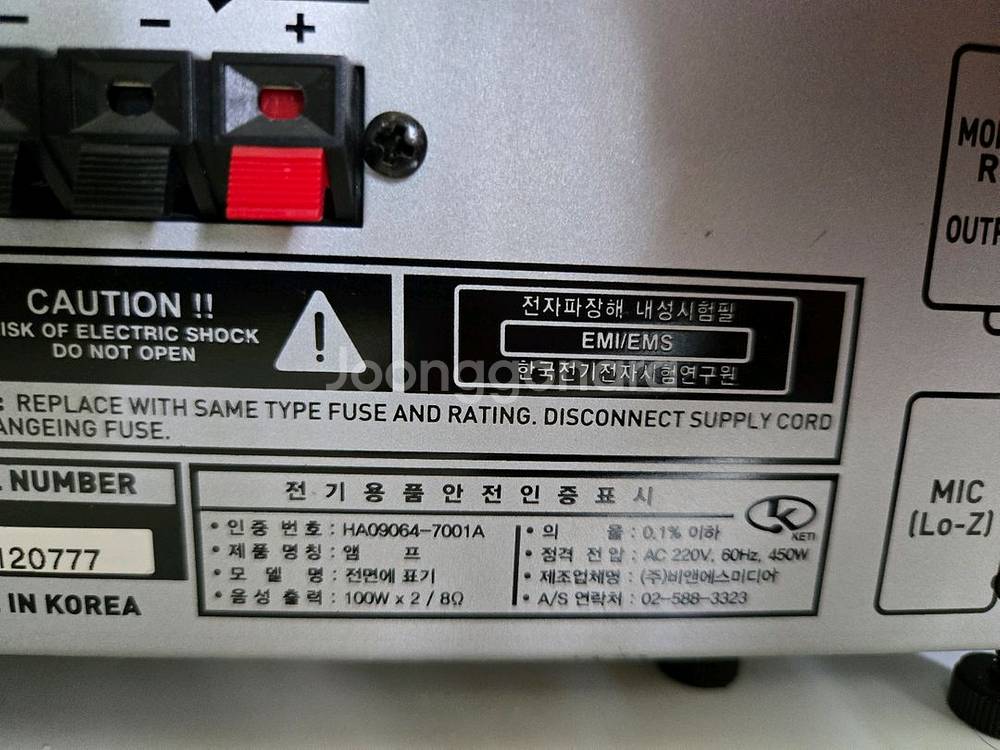 − − +
CAUTION !!
ISK OF ELECTRIC SHOCK
DO NOT OPEN
전자파장해 내성시험필
EMI/EMS
한국전기전자시험연구원
Joonggonara
: REPLACE WITH SAME TYPE FUSE AND RATING. DISCONNECT SUPPLY CORD
ANGEING FUSE.
NUMBER
120777
IN KOREA
전 기 용 품 안 전 인 증 표 시
• 인 증 번 호 : HA09064-7001A
• 제 품 명 칭 : 앰 프
• 모 델 명 : 전면에 표기
• 음 성 출 력 : 100W x 2 / 8Ω
• 의 율 : 0.1% 이하
• 정격 전 압 : AC 220V, 60Hz, 450W
• 제조업체명 : (주)비앤에스미디어
• A/S 연락처 : 02-588-3323
K
KETI
MO
R
OUTP
MIC
(Lo-Z)